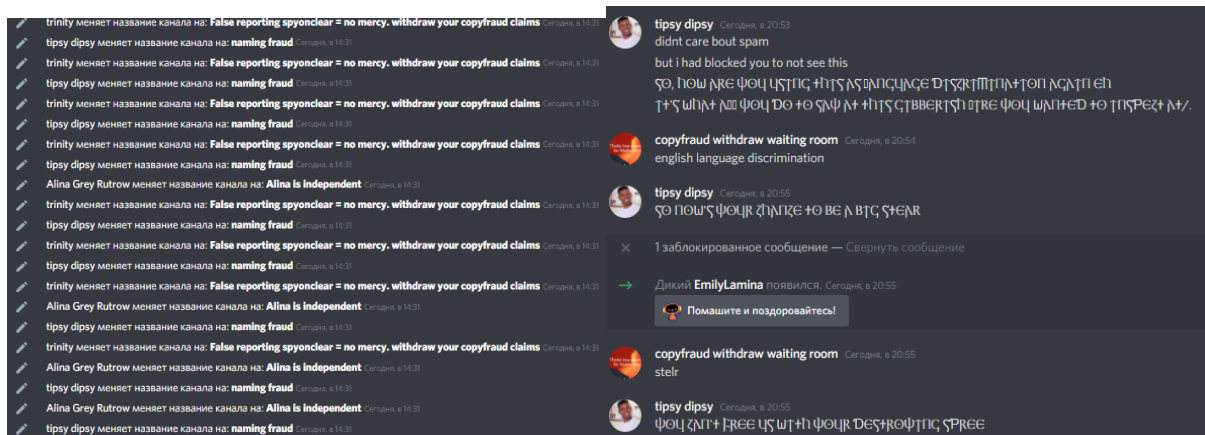 trinity меняет название канала на: False reporting spyonclear = no mercy. withdraw your copyfraud claims Сегодня, в 14:31
tipsy dipsy меняет название канала на: naming fraud Сегодня, в 14:31
trinity меняет название канала на: False reporting spyonclear = no mercy. withdraw your copyfraud claims Сегодня, в 14:31
tipsy dipsy меняет название канала на: naming fraud Сегодня, в 14:31
trinity меняет название канала на: False reporting spyonclear = no mercy. withdraw your copyfraud claims Сегодня, в 14:31
tipsy dipsy меняет название канала на: naming fraud Сегодня, в 14:31
trinity меняет название канала на: False reporting spyonclear = no mercy. withdraw your copyfraud claims Сегодня, в 14:31
tipsy dipsy меняет название канала на: naming fraud Сегодня, в 14:31
Alina Grey Rutrow меняет название канала на: Alina is independent Сегодня, в 14:31
trinity меняет название канала на: False reporting spyonclear = no mercy. withdraw your copyfraud claims Сегодня, в 14:31
tipsy dipsy меняет название канала на: naming fraud Сегодня, в 14:31
trinity меняет название канала на: False reporting spyonclear = no mercy. withdraw your copyfraud claims Сегодня, в 14:31
tipsy dipsy меняет название канала на: naming fraud Сегодня, в 14:31
trinity меняет название канала на: False reporting spyonclear = no mercy. withdraw your copyfraud claims Сегодня, в 14:31
Alina Grey Rutrow меняет название канала на: Alina is independent Сегодня, в 14:31
tipsy dipsy меняет название канала на: naming fraud Сегодня, в 14:31
trinity меняет название канала на: False reporting spyonclear = no mercy. withdraw your copyfraud claims Сегодня, в 14:31
Alina Grey Rutrow меняет название канала на: Alina is independent Сегодня, в 14:31
tipsy dipsy меняет название канала на: naming fraud Сегодня, в 14:31
Alina Grey Rutrow меняет название канала на: Alina is independent Сегодня, в 14:31
tipsy dipsy меняет название канала на: naming fraud Сегодня, в 14:31
tipsy dipsy Сегодня, в 20:53
didnt care bout spam
but i had blocked you to not see this
copyfraud withdraw waiting room Сегодня, в 20:54
english language discrimination
tipsy dipsy Сегодня, в 20:55
1 заблокированное сообщение — Свернуть сообщение
Дикий EmilyLamina появился. Сегодня, в 20:55
Помашите и поздоровайтесь!
copyfraud withdraw waiting room Сегодня, в 20:55
stelr
tipsy dipsy Сегодня, в 20:55